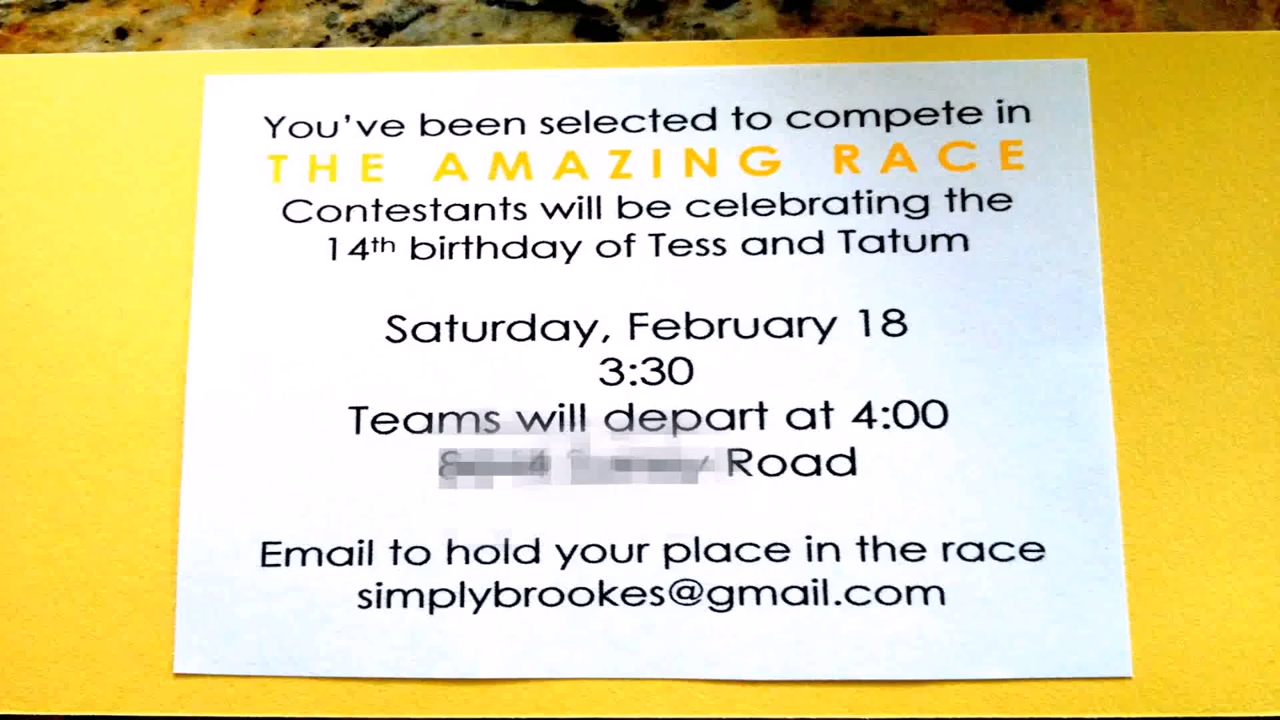 You've been selected to compete in
THE AMAZING RACE
Contestants will be celebrating the
14th birthday of Tess and Tatum
Saturday, February 18
3:30
Teams will depart at 4:00
Road
Email to hold your place in the race
simplybrookes@gmail.com